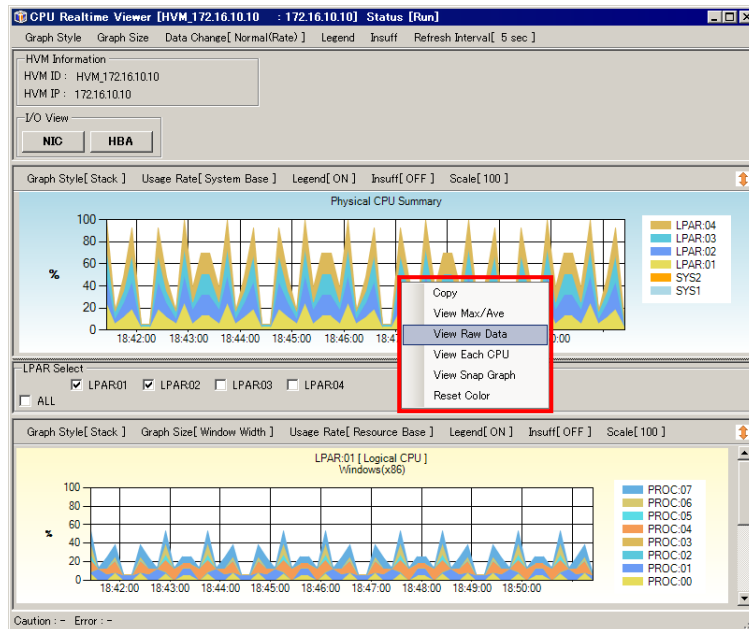 CPU Realtime Viewer [HVM_172.16.10.10 : 172.16.10.10] Status [Run]
Graph Style Graph Size Data Change[ Normal(Rate) ] Legend Insuff Refresh Interval[ 5 sec ]
HVM Information
HVM ID : HVM_172.16.10.10
HVM IP : 172.16.10.10
I/O View
NIC HBA
Graph Style[ Stack ] Usage Rate[ System Base ] Legend[ ON ] Insuff[ OFF ] Scale[ 100 ]
Physical CPU Summary
100
80
60
%
40
20
0
18:42:00 18:43:00 18:44:00 18:45:00 18:46:00 18:4 0:00
LPAR:04
LPAR:03
LPAR:02
LPAR:01
SYS2
SYS1
Copy
View Max/Ave
View Raw Data
View Each CPU
View Snap Graph
Reset Color
LPAR Select
LPAR01 LPAR02 LPAR03 LPAR04
ALL
Graph Style[ Stack ] Graph Size[ Window Width ] Usage Rate[ Resource Base ] Legend[ ON ] Insuff[ OFF ] Scale[ 100 ]
LPAR:01 [ Logical CPU ]
Windows(x86)
100
80
60
%
40
20
0
18:42:00 18:43:00 18:44:00 18:45:00 18:46:00 18:47:00 18:48:00 18:49:00 18:50:00
PROC:07
PROC:06
PROC:05
PROC:04
PROC:03
PROC:02
PROC:01
PROC:00
Caution : - Error : -